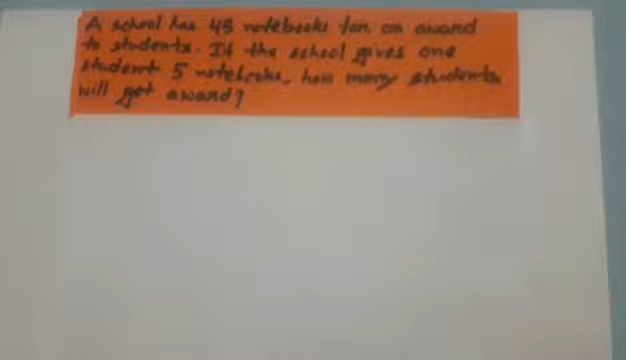 A school has 45 notebooks for an award
to students. If the school gives one
student 5 notebooks, how many students
will get award?